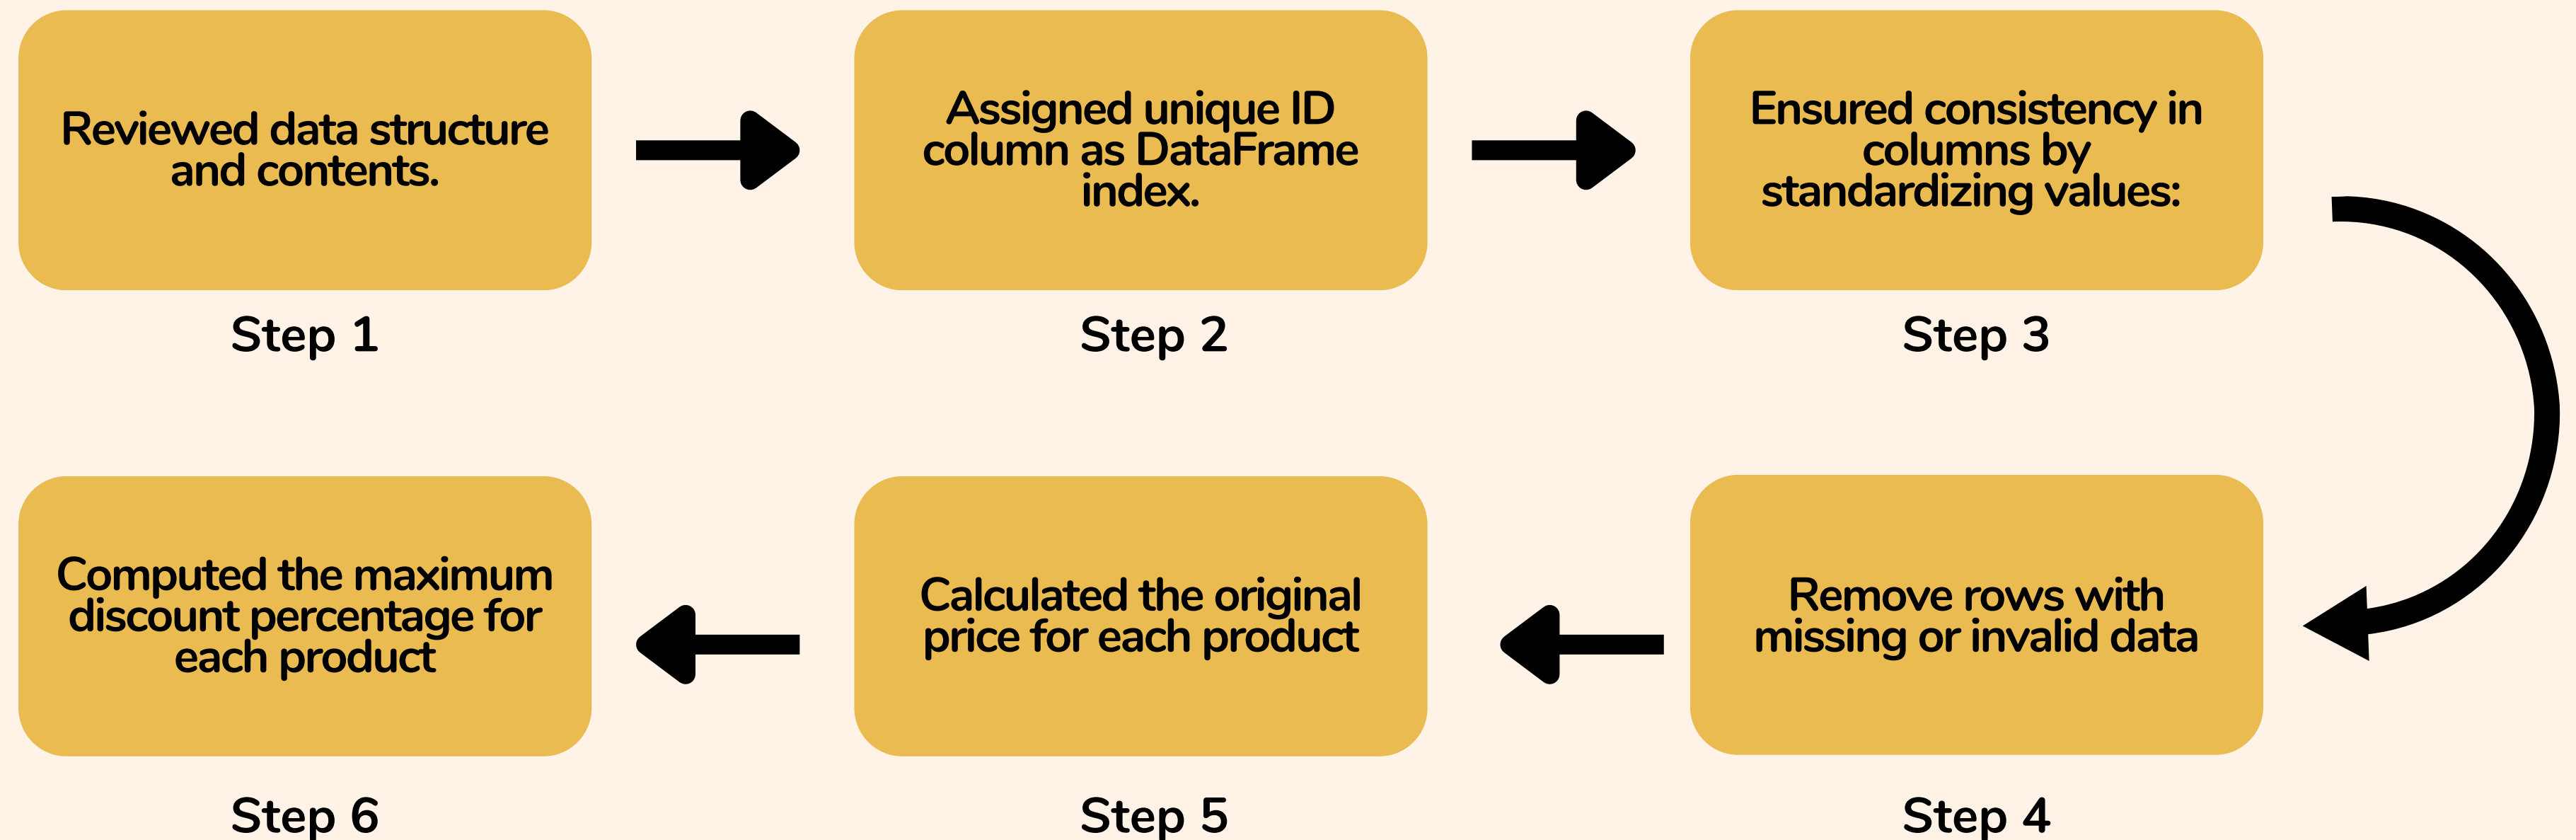 Reviewed data structure
and contents.
Step 1
Assigned unique ID
column as DataFrame
index.
Step 2
Ensured consistency in
columns by
standardizing values:
Step 3
Remove rows with
missing or invalid data
Step 4
Calculated the original
price for each product
Step 5
Computed the maximum
discount percentage for
each product
Step 6